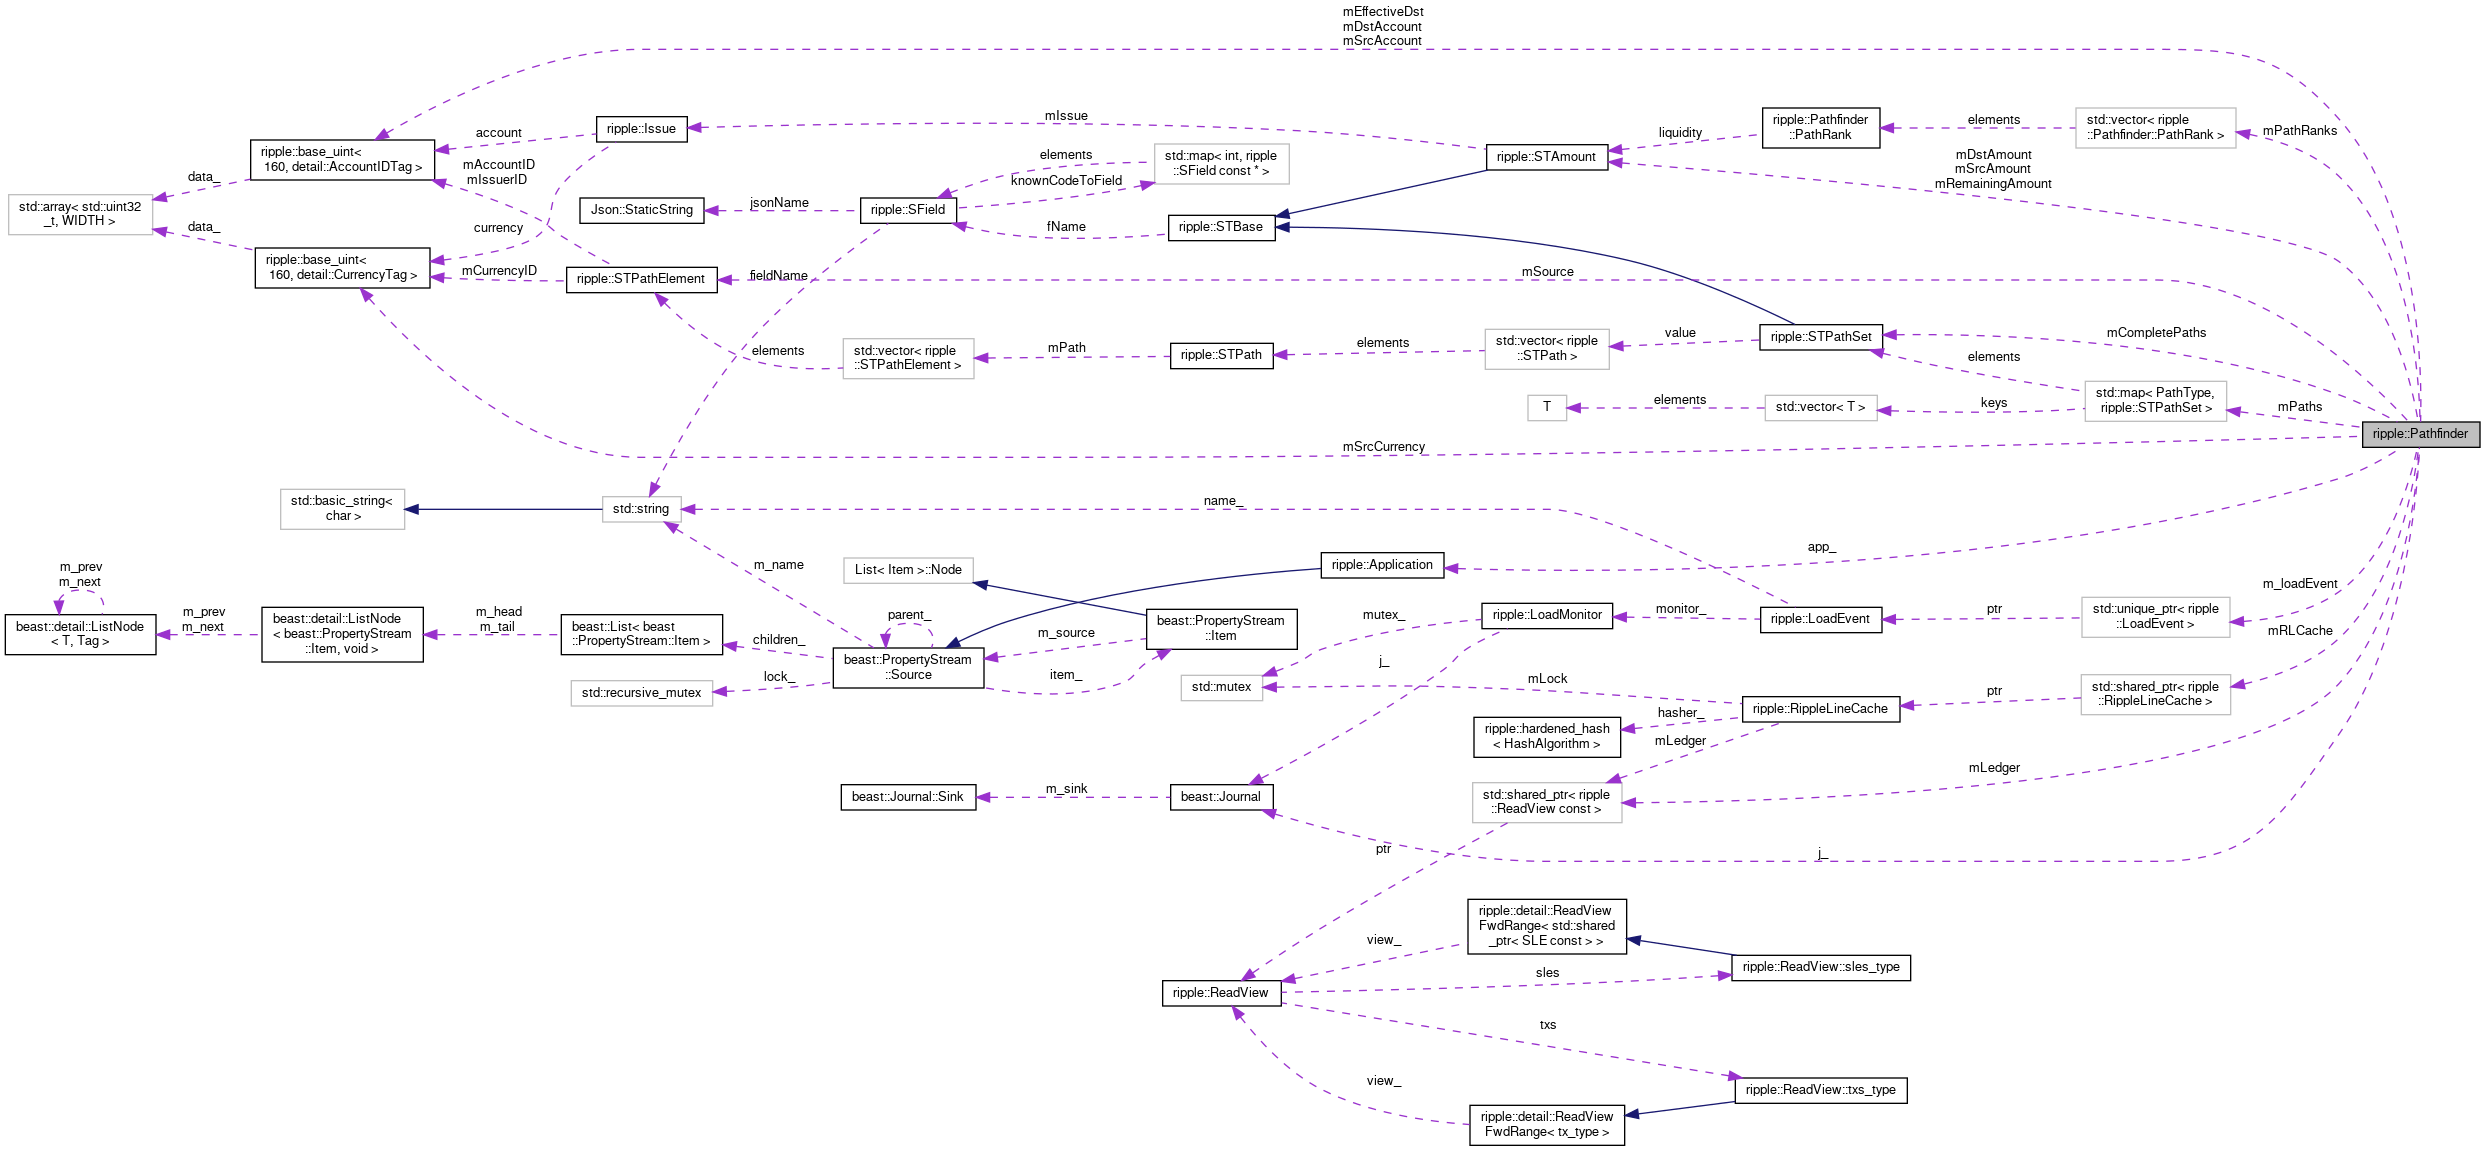 mEffectiveDst
mDstAccount
mSrcAccount
ripple::Issue
account
mIssue
ripple::Pathfinder
::PathRank
liquidity_
elements
std::vector< ripple
::Pathfinder::PathRank >
mPathRanks
ripple::base_uint<
160, detail::AccountIDTag >
mAccountID
mIssuerID
elements
std::map< int, ripple
::SField const * >
knownCodeToField
ripple::STAmount
mDstAmount
mSrcAmount
mRemainingAmount
data_
std::array< std::uint32
_t, WIDTH >
data_
Json::StaticString
jsonName
ripple::SField
fName
ripple::STBase
currency
ripple::base_uint<
160, detail::CurrencyTag >
mCurrencyID
ripple::STPathElement
fieldName
mSource
elements
std::vector< ripple
::STPathElement >
mPath
ripple::STPath
elements
std::vector< ripple
::STPath >
value
ripple::STPathSet
mCompletePaths
elements
T
elements
std::vector< T >
keys
std::map< PathType,
ripple::STPathSet >
mPaths
ripple::Pathfinder
mSrcCurrency
std::basic_string<
char >
std::string
name_
app_
m_name
List< Item >::Node
ripple::Application
m_loadEvent
m_prev
m_next
beast::detail::ListNode
< T, Tag >
m_prev
m_next
beast::detail::ListNode
< beast::PropertyStream
::Item, void >
m_head
m_tail
beast::List< beast
::PropertyStream::Item >
children_
parent_
beast::PropertyStream
::Source
m_source
item_
beast::PropertyStream
::Item
mutex_
ripple::LoadMonitor
monitor_
ripple::LoadEvent
ptr
std::unique_ptr< ripple
::LoadEvent >
mRLCache
lock_
std::recursive_mutex
j_
std::mutex
mLock
ripple::RippleLineCache
ptr
std::shared_ptr< ripple
::RippleLineCache >
hasher_
ripple::hardened_hash
< HashAlgorithm >
mLedger
beast::Journal::Sink
m_sink
beast::Journal
std::shared_ptr< ripple
::ReadView const >
mLedger
ptr
j_
ripple::detail::ReadView
FwdRange< std::shared
_ptr< SLE const > >
view_
ripple::ReadView::sles_type
sles
ripple::ReadView
txs
view_
ripple::ReadView::txs_type
ripple::detail::ReadView
FwdRange< tx_type >